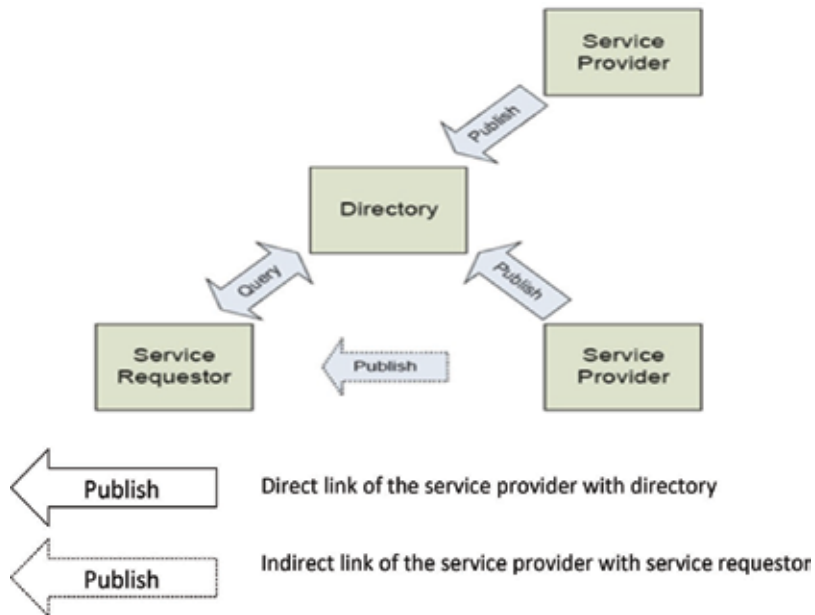 Service
Provider
Publish
Directory
Query
Publish
Service
Requestor
Publish
Service
Provider
Publish
Direct link of the service provider with directory
Publish
Indirect link of the service provider with service requestor